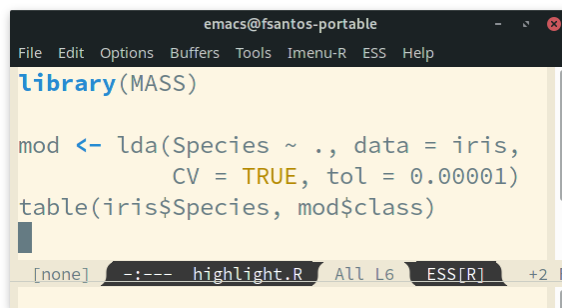 emacs@fsantos-portable
File Edit Options Buffers Tools Imenu-R ESS Help
library(MASS)
mod <- lda(Species ~ ., data = iris,
CV = TRUE, tol = 0.00001)
table(iris$Species, mod$class)
[none] -:--- highlight.R All L6 ESS[R] +2